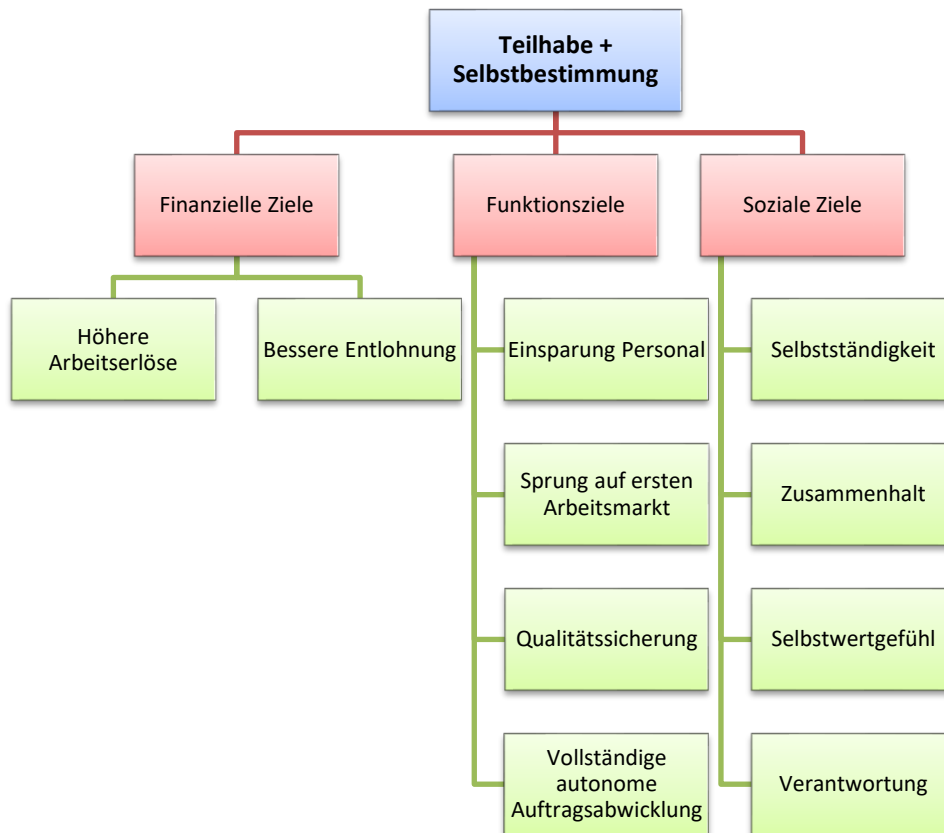 Teilhabe +
Selbstbestimmung
Finanzielle Ziele
Funktionsziele
Soziale Ziele
Höhere
Arbeitserlöse
Bessere Entlohnung
Einsparung Personal
Selbstständigkeit
Sprung auf ersten
Arbeitsmarkt
Zusammenhalt
Qualitätssicherung
Selbstwertgefühl
Vollständige
autonome
Auftragsabwicklung
Verantwortung